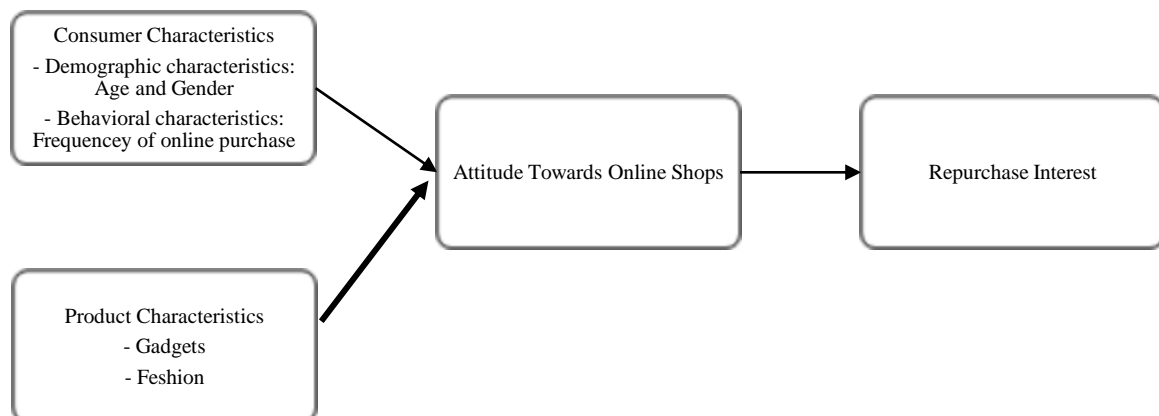 Consumer Characteristics
- Demographic characteristics:
Age and Gender
- Behavioral characteristics:
Frequencey of online purchase
Attitude Towards Online Shops
Repurchase Interest
Product Characteristics
- Gadgets
- Feshion